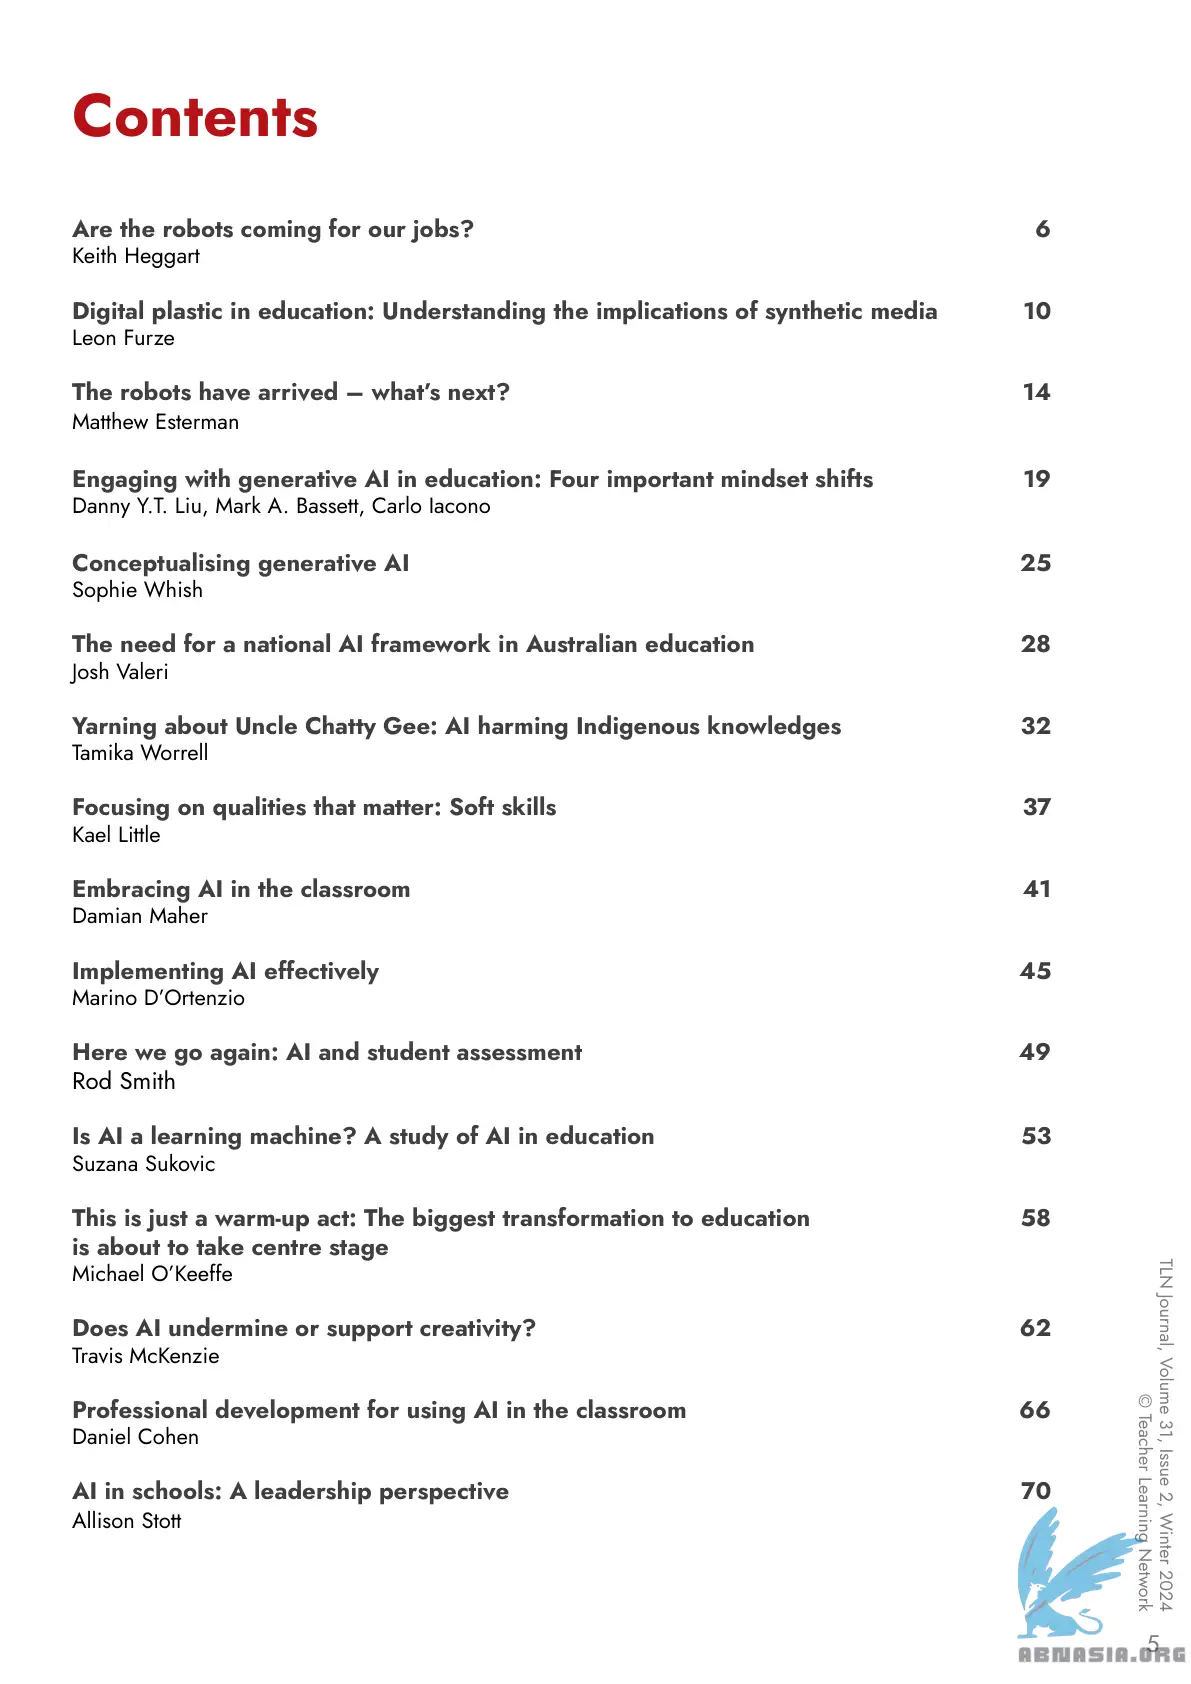 Contents
Are the robots coming for our jobs? 6
Keith Heggart
Digital plastic in education: Understanding the implications of synthetic media 10
Leon Furze
The robots have arrived – what’s next? 14
Matthew Esterman
Engaging with generative AI in education: Four important mindset shifts 19
Danny Y.T. Liu, Mark A. Bassett, Carlo Iacono
Conceptualising generative AI 25
Sophie Whish
The need for a national AI framework in Australian education 28
Josh Valeri
Yarning about Uncle Chatty Gee: AI harming Indigenous knowledges 32
Tamika Worrell
Focusing on qualities that matter: Soft skills 37
Kael Little
Embracing AI in the classroom 41
Damian Maher
Implementing AI effectively 45
Marino D’Ortenzio
Here we go again: AI and student assessment 49
Rod Smith
Is AI a learning machine? A study of AI in education 53
Suzana Sukovic
This is just a warm-up act: The biggest transformation to education 58
is about to take centre stage
Michael O’Keeffe
Does AI undermine or support creativity? 62
Travis McKenzie
Professional development for using AI in the classroom 66
Daniel Cohen
AI in schools: A leadership perspective 70
Allison Stott
TLN Journal, Volume 31, Issue 2, Winter 2024
© Teacher Learning Network
5
ABNASIA.ORG